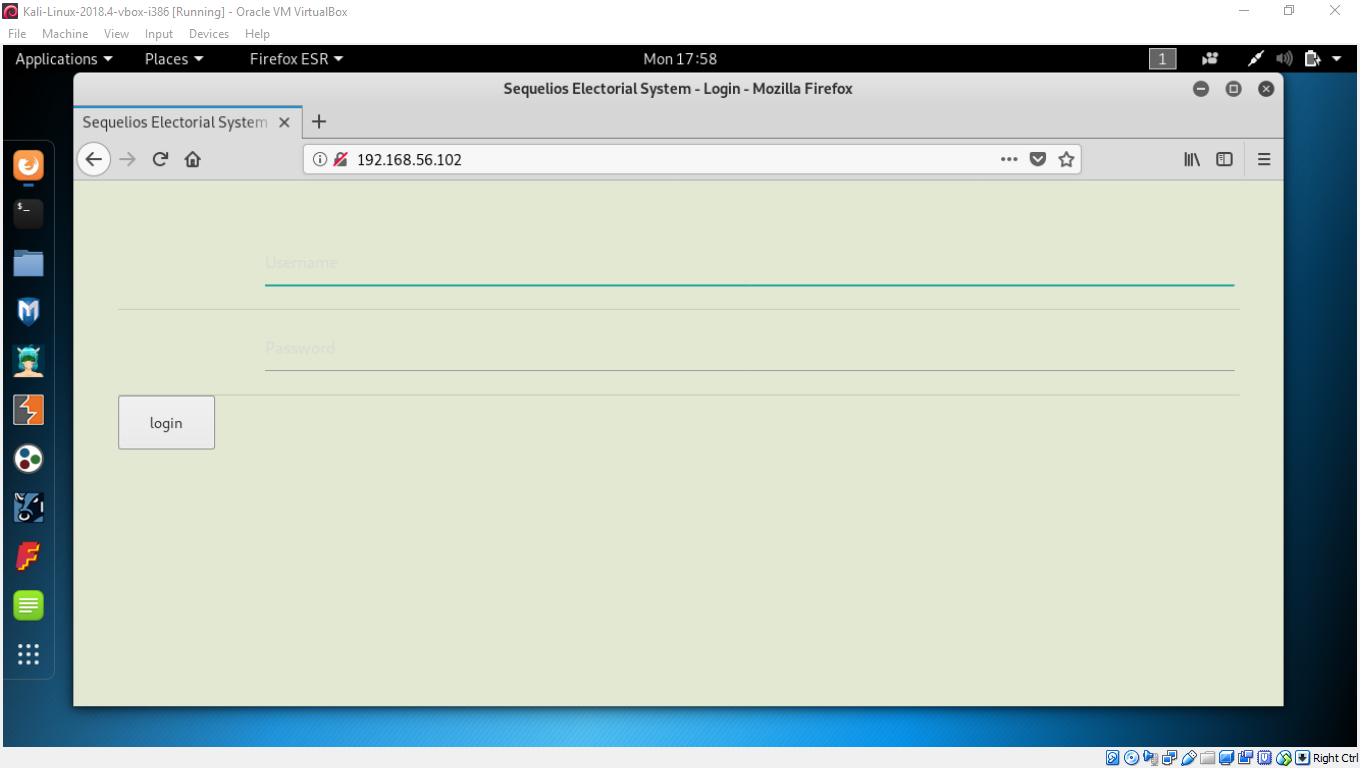 Kali-Linux-2018.4-vbox-i386 [Running] - Oracle VM VirtualBox
File Machine View Input Devices Help
Applications Places Firefox ESR Mon 17:58 1
Sequelios Electorial System - Login - Mozilla Firefox
Sequelios Electorial System
192.168.56.102
$_
Username
Password
login
Right Ctrl